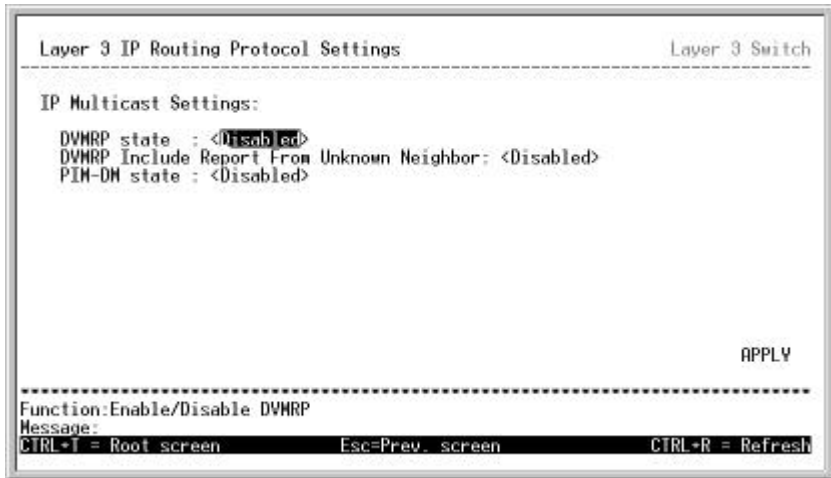 Layer 3 IP Routing Protocol Settings Layer 3 Switch
IP Multicast Settings:
DVMRP state : <Disabled>
DVMRP Include Report From Unknown Neighbor: <Disabled>
PIM-DM state : <Disabled>
APPLY
Function:Enable/Disable DVMRP
Message:
CTRL+T = Root screen Esc=Prev. screen CTRL+R = Refresh